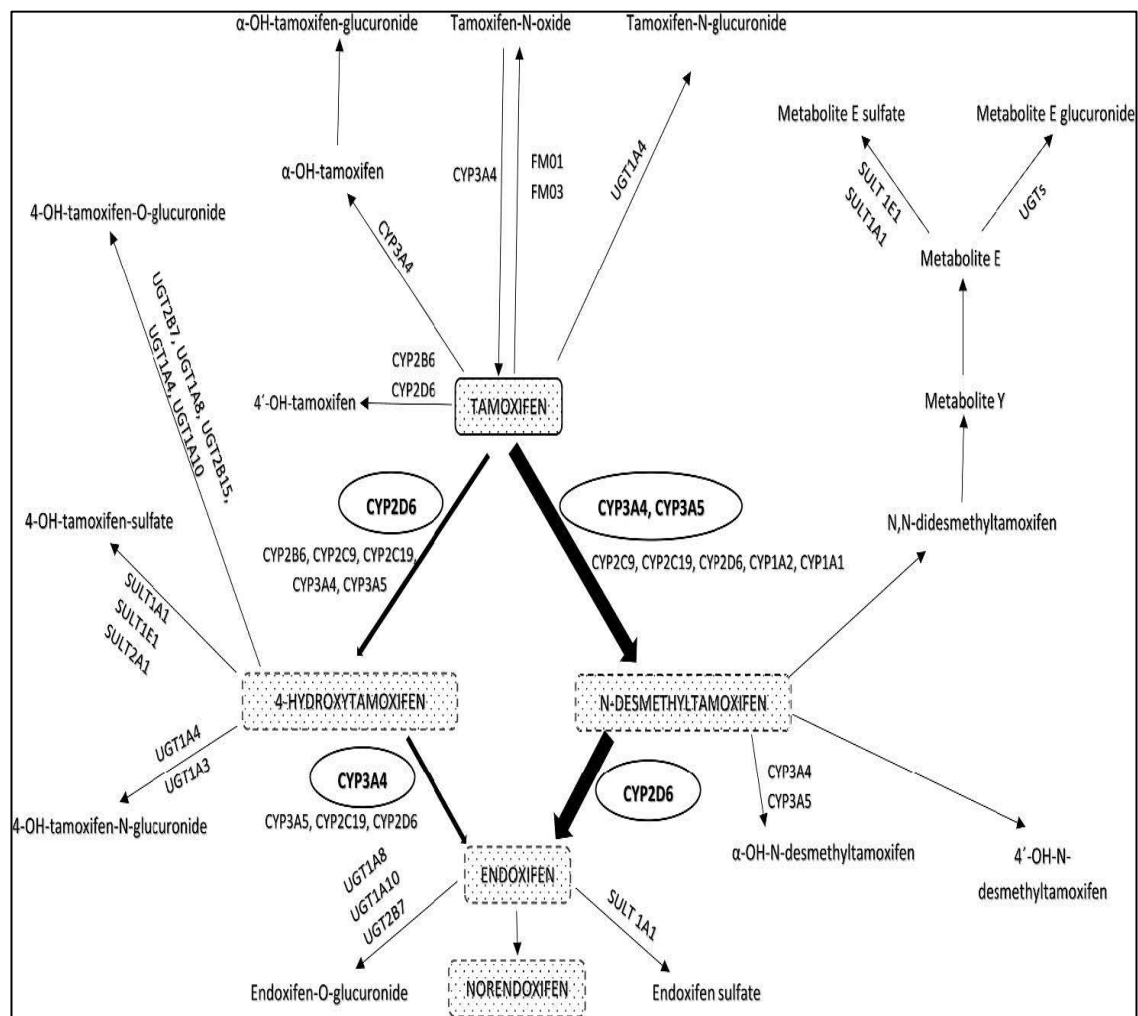 α-OH-tamoxifen-glucuronide
Tamoxifen-N-oxide
Tamoxifen-N-glucuronide
Metabolite E sulfate
Metabolite E glucuronide
α-OH-tamoxifen
CYP3A4
FM01
FM03
UGT1A4
SULT 1E1
SULT1A1
UGTs
4-OH-tamoxifen-O-glucuronide
CYP3A4
Metabolite E
UGT2B7, UGT1A8, UGT2B15,
UGT1A4, UGT1A10
CYP2B6
CYP2D6
4´-OH-tamoxifen
TAMOXIFEN
Metabolite Y
CYP2D6
CYP3A4, CYP3A5
4-OH-tamoxifen-sulfate
N,N-didesmethyltamoxifen
CYP2B6, CYP2C9, CYP2C19,
CYP3A4, CYP3A5
CYP2C9, CYP2C19, CYP2D6, CYP1A2, CYP1A1
SULT1A1
SULT1E1
SULT2A1
4-HYDROXYTAMOXIFEN
N-DESMETHYLTAMOXIFEN
UGT1A4
UGT1A3
CYP3A4
CYP2D6
CYP3A4
CYP3A5
4-OH-tamoxifen-N-glucuronide
CYP3A5, CYP2C19, CYP2D6
α-OH-N-desmethyltamoxifen
4´-OH-N-
desmethyltamoxifen
UGT1A8
UGT1A10
UGT2B7
ENDOXIFEN
SULT 1A1
Endoxifen-O-glucuronide
NORENDOXIFEN
Endoxifen sulfate